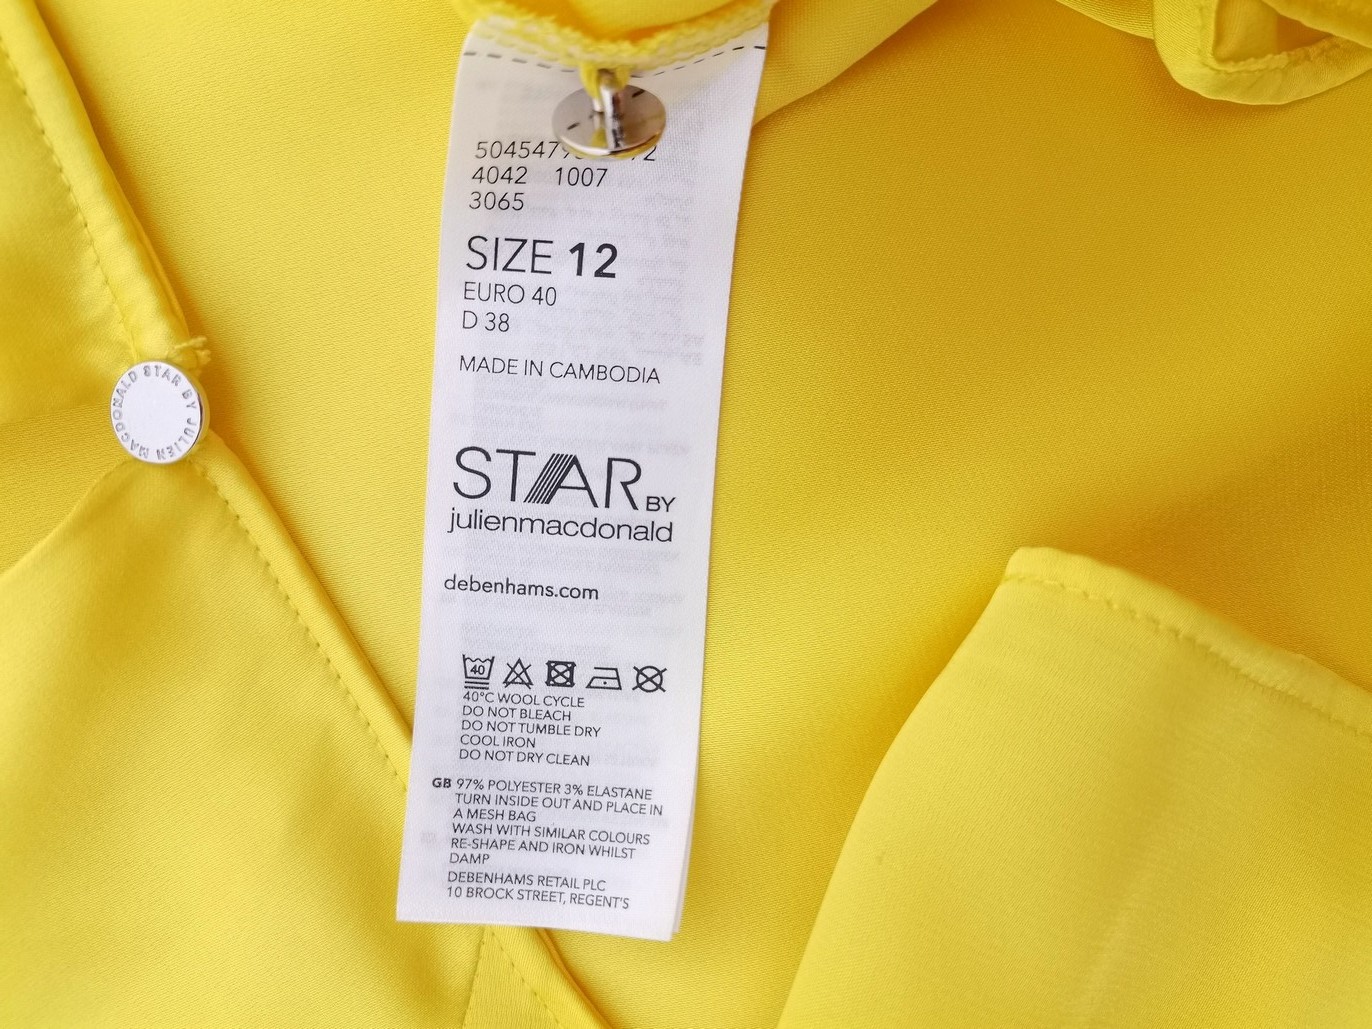 4042 1007
3065
SIZE 12
EURO 40
D 38
MADE IN CAMBODIA
STAR BY
julienmacdonald
debenhams.com
40
40°C WOOL CYCLE
DO NOT BLEACH
DO NOT TUMBLE DRY
COOL IRON
DO NOT DRY CLEAN
GB 97% POLYESTER 3% ELASTANE
TURN INSIDE OUT AND PLACE IN
A MESH BAG
WASH WITH SIMILAR COLOURS
RE-SHAPE AND IRON WHILST
DAMP
DEBENHAMS RETAIL PLC
10 BROCK STREET, REGENT'S
STAR BY JULIEN MACDONALD